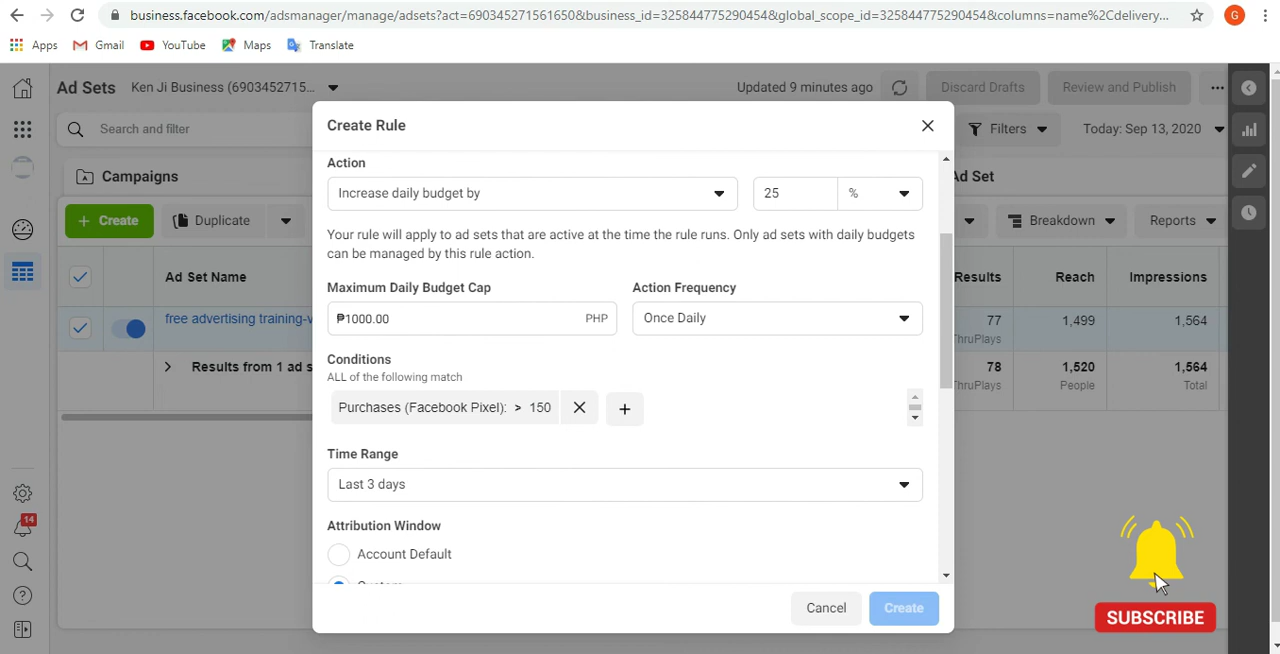 business.facebook.com/adsmanager/manage/adsets?act=690345271561650&business_id=325844775290454&global_scope_id=325844775290454&columns=name%2Cdelivery...
G
Apps Gmail YouTube Maps Translate
Ad Sets Ken Ji Business (6903452715... Updated 9 minutes ago Discard Drafts Review and Publish ...
Search and filter Filters Today: Sep 13, 2020
Campaigns Ad Set
+ Create Duplicate Breakdown Reports
Ad Set Name Results Reach Impressions
free advertising training-v 77 1,499 1,564
ThruPlays
Results from 1 ad s 78 1,520 1,564
ThruPlays People Total
Create Rule
Action
Increase daily budget by 25 %
Your rule will apply to ad sets that are active at the time the rule runs. Only ad sets with daily budgets
can be managed by this rule action.
Maximum Daily Budget Cap Action Frequency
₱1000.00 PHP Once Daily
Conditions
ALL of the following match
Purchases (Facebook Pixel): > 150
Time Range
Last 3 days
Attribution Window
Account Default
Cancel Create
14
SUBSCRIBE